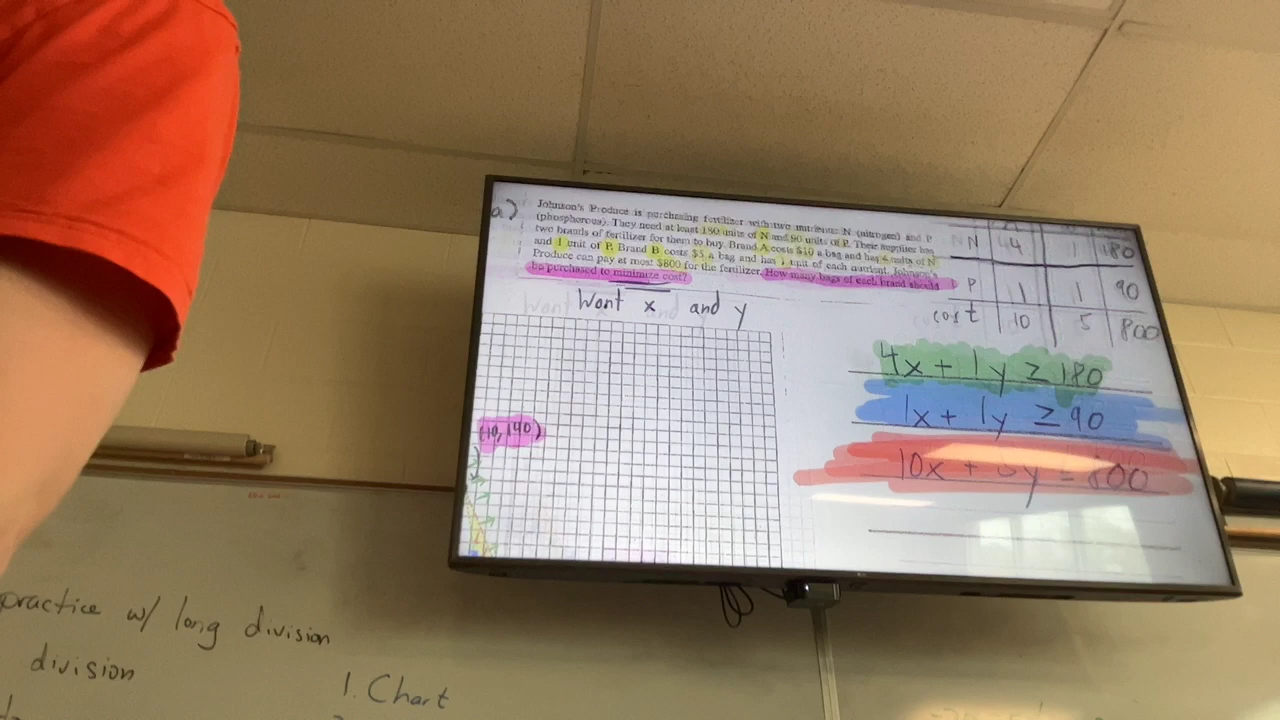 a) Johnson's Produce is purchasing fertilizer with two nutrients: N (nitrogen) and P
(phosphorous). They need at least 180 units of N and 90 units of P. Their supplier has
two brands of fertilizer for them to buy. Brand A costs $10 a bag and has 4 units of N
and 1 unit of P. Brand B costs $5 a bag and has 1 unit of each nutrient. Johnson's
Produce can pay at most $800 for the fertilizer. How many bags of each brand should
be purchased to minimize cost?
N 4 1 180
P 1 1 90
cost 10 5 800
Want x and y
4x + 1y ≥ 180
1x + 1y ≥ 90
10x + y 800
140)
practice w/ long division
division
1. Chart